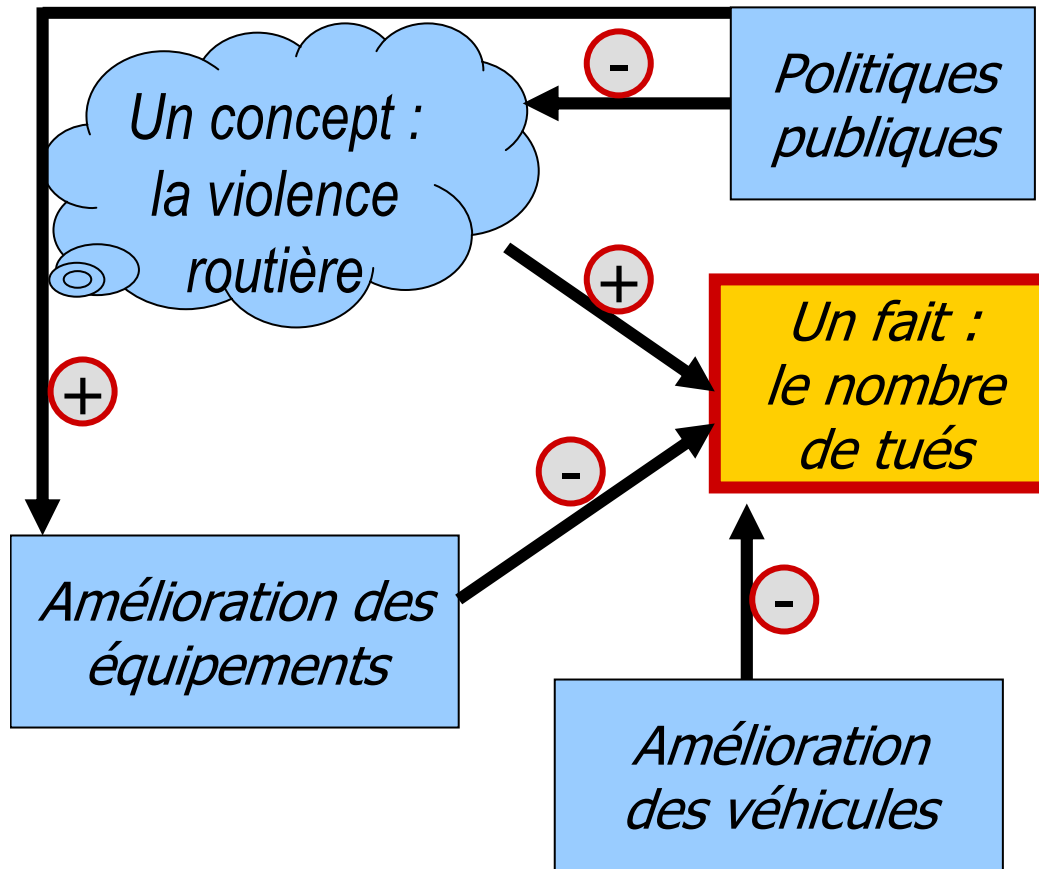 Un concept :
la violence
routière
-
Politiques
publiques
+
Un fait :
le nombre
de tués
+
-
Amélioration des
équipements
-
Amélioration
des véhicules